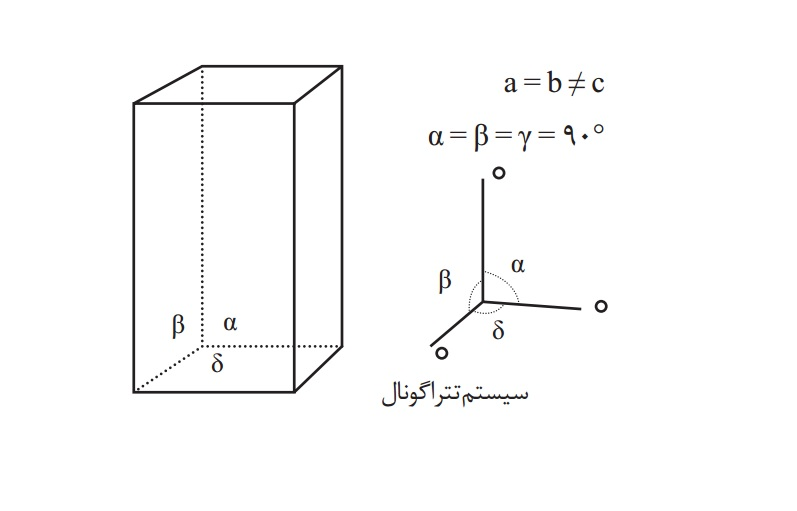 a = b ≠ c
α = β = γ = ۹۰°
β α
δ
α
β
δ
سیستم تتراگونال